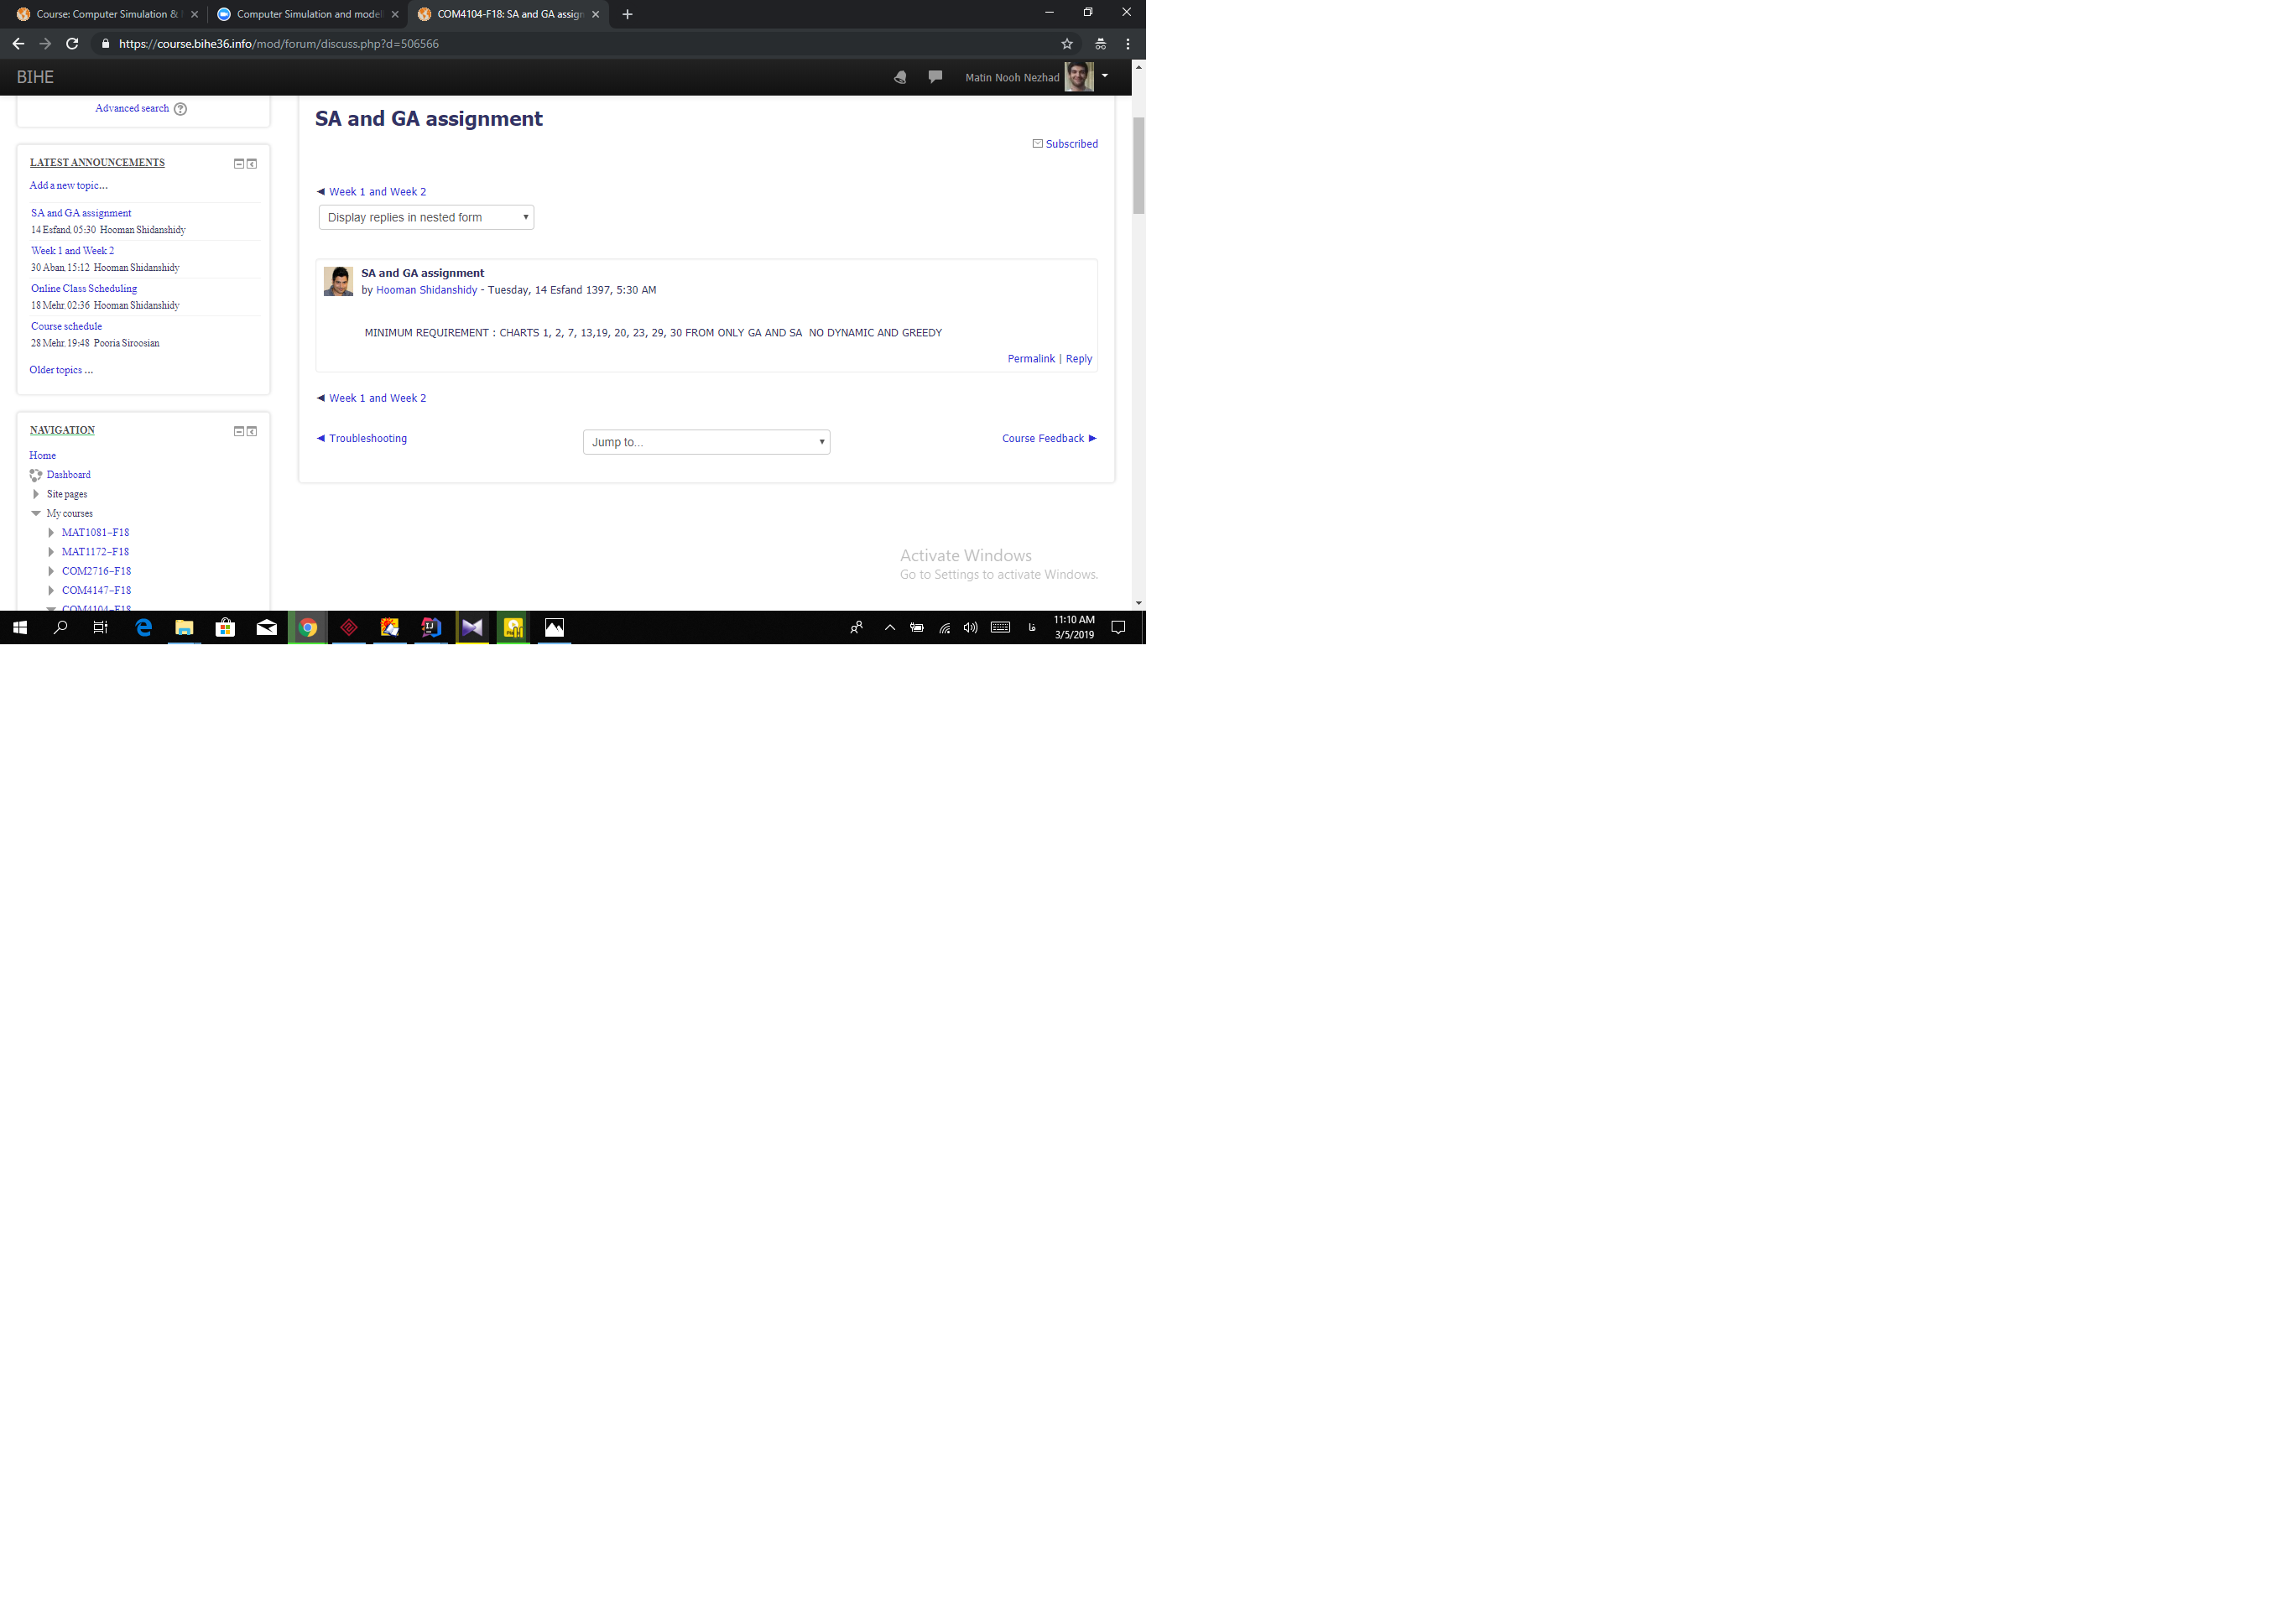 Course: Computer Simulation &
Computer Simulation and model
COM4104-F18: SA and GA assign
https://course.bihe36.info/mod/forum/discuss.php?d=506566
BIHE
Matin Nooh Nezhad
Advanced search
LATEST ANNOUNCEMENTS
Add a new topic...
SA and GA assignment
14 Esfand, 05:30 Hooman Shidanshidy
Week 1 and Week 2
30 Aban, 15:12 Hooman Shidanshidy
Online Class Scheduling
18 Mehr, 02:36 Hooman Shidanshidy
Course schedule
28 Mehr, 19:48 Pooria Siroosian
Older topics ...
NAVIGATION
Home
Dashboard
Site pages
My courses
MAT1081-F18
MAT1172-F18
COM2716-F18
COM4147-F18
COM4104-F18
SA and GA assignment
Subscribed
◄ Week 1 and Week 2
Display replies in nested form
SA and GA assignment
by Hooman Shidanshidy - Tuesday, 14 Esfand 1397, 5:30 AM
MINIMUM REQUIREMENT : CHARTS 1, 2, 7, 13,19, 20, 23, 29, 30 FROM ONLY GA AND SA  NO DYNAMIC AND GREEDY
Permalink | Reply
◄ Week 1 and Week 2
◄ Troubleshooting
Jump to...
Course Feedback ►
Activate Windows
Go to Settings to activate Windows.
فا
11:10 AM
3/5/2019